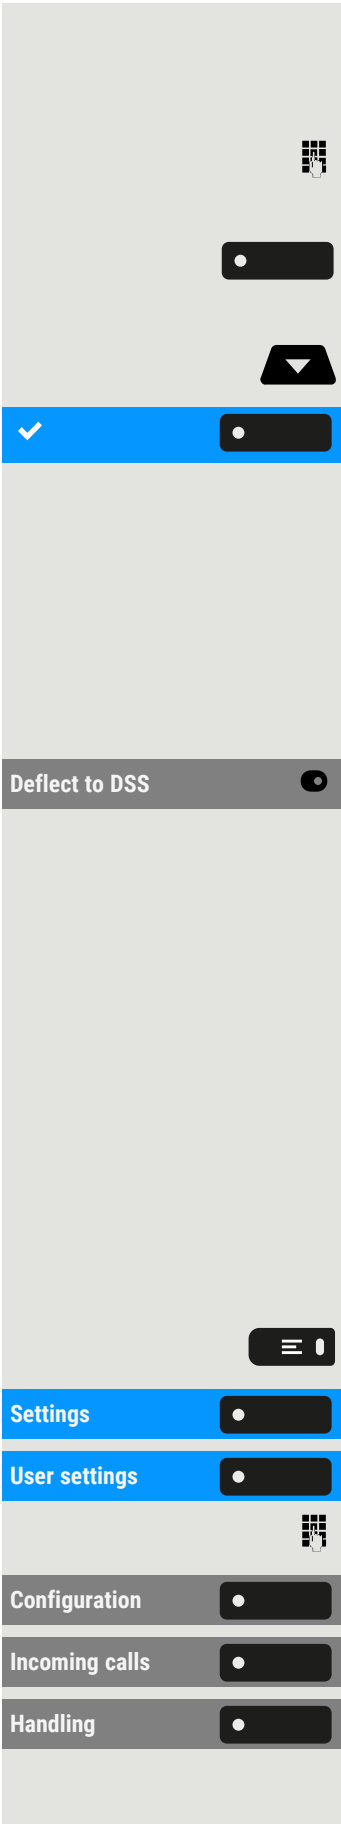 Deflect to DSS
Settings
User settings
Configuration
Incoming calls
Handling